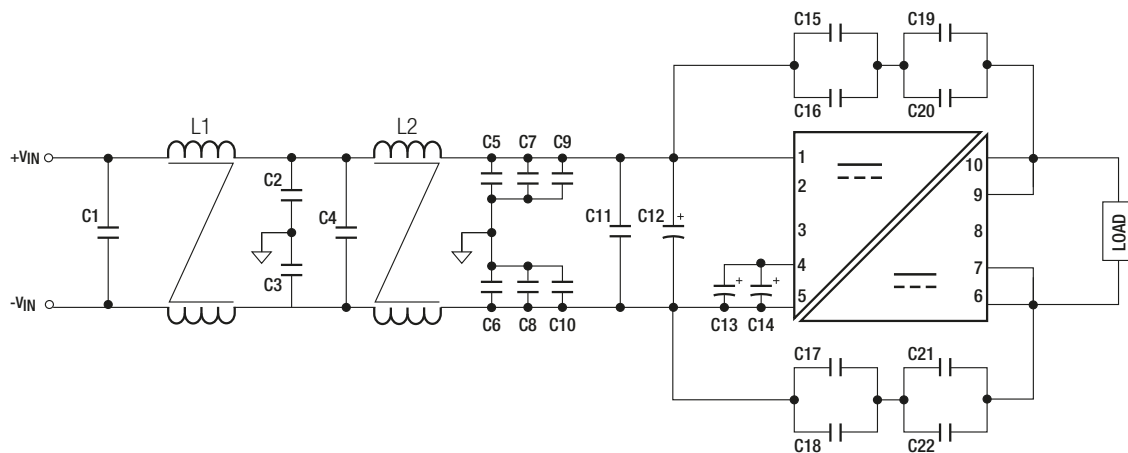 C15 C19
C16 C20
L1 L2
C5 C7 C9
+VIN
1 10
2 9
C2
C1 C4 C11 C12 + 3 8 LOAD
C3
4 7
-VIN
+ + 5 6
C6 C8 C10 C13 C14
C17 C21
C18 C22